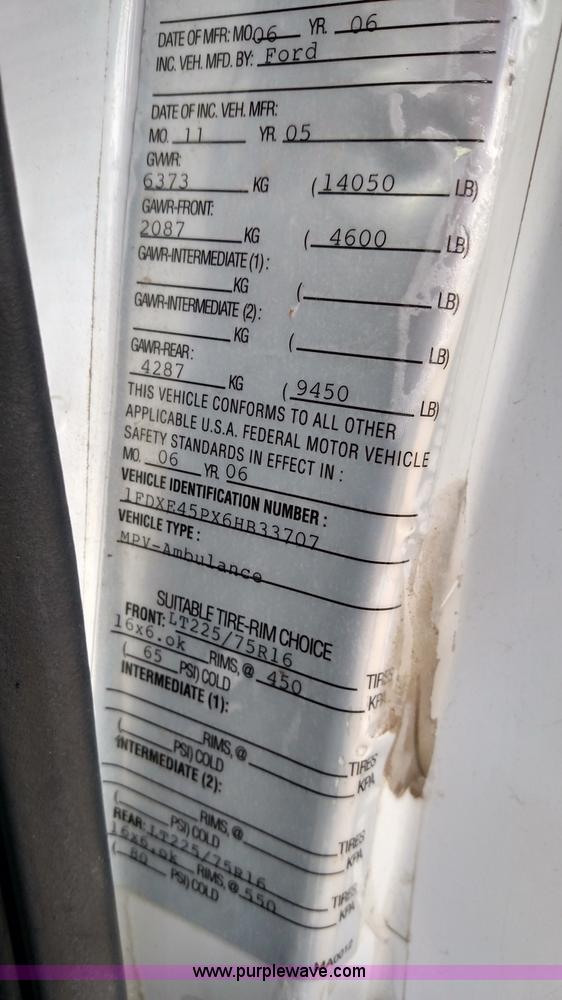 DATE OF MFR: MO 06 YR. 06
INC. VEH. MFD. BY: Ford
DATE OF INC. VEH. MFR:
MO. 11 YR. 05
GVWR:
6373 KG (14050 LB)
GAWR-FRONT:
2087 KG ( 4600 LB)
GAWR-INTERMEDIATE (1):
KG ( LB)
GAWR-INTERMEDIATE (2):
KG ( LB)
GAWR-REAR:
4287 KG ( 9450 LB)
THIS VEHICLE CONFORMS TO ALL OTHER
APPLICABLE U.S.A. FEDERAL MOTOR VEHICLE
SAFETY STANDARDS IN EFFECT IN :
MO. 06 YR. 06
VEHICLE IDENTIFICATION NUMBER :
1FDXE45PX6HB33707
VEHICLE TYPE :
MPV-Ambulance
SUITABLE TIRE-RIM CHOICE
FRONT: LT225/75R16 TIRES
16x6.0k RIMS, @ 450 KPA
( 65 PSI) COLD
INTERMEDIATE (1):
TIRES
RIMS, @ KPA
( PSI) COLD
INTERMEDIATE (2):
TIRES
RIMS, @ KPA
( PSI) COLD
REAR: LT225/75R16 TIRES
16x6.0k RIMS, @ 550 KPA
( 80 PSI) COLD
www.purplewave.com